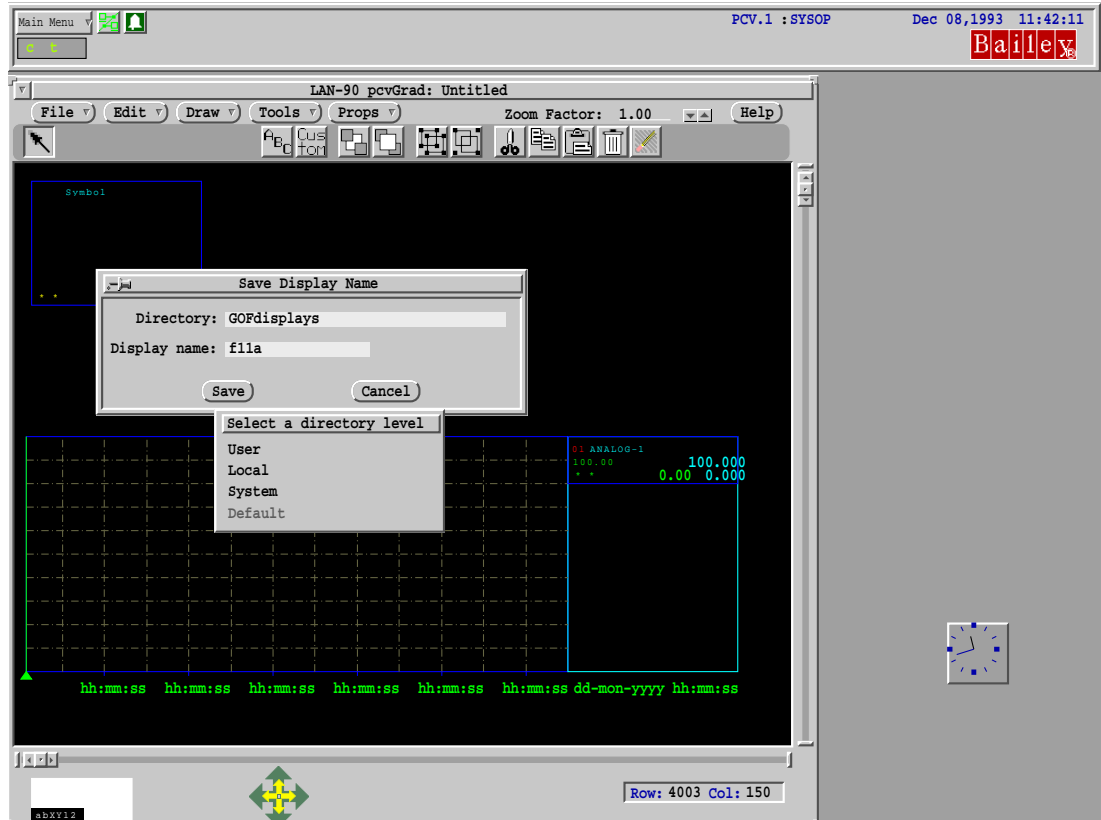 Main Menu
PCV.1 :SYSOP
Dec 08,1993 11:42:11
c t
Bailey
LAN-90 pcvGrad: Untitled
File Edit Draw Tools Props Zoom Factor: 1.00 Help
ABC Custom
Symbol
* *
Save Display Name
Directory: GOFdisplays
Display name: f11a
Save Cancel
Select a directory level
User
Local
System
Default
01 ANALOG-1
100.00 100.000
* * 0.00 0.000
hh:mm:ss hh:mm:ss hh:mm:ss hh:mm:ss hh:mm:ss hh:mm:ss dd-mon-yyyy hh:mm:ss
Row: 4003 Col: 150
abXY12